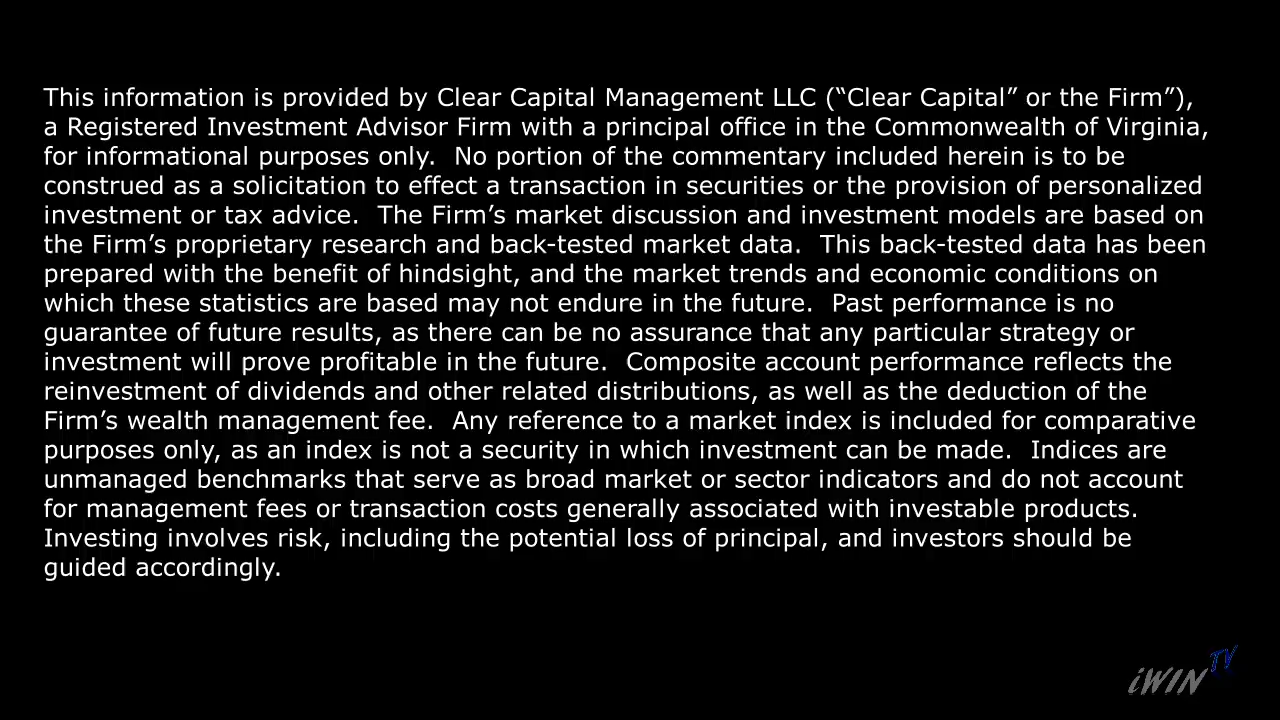 This information is provided by Clear Capital Management LLC (“Clear Capital” or the Firm”),
a Registered Investment Advisor Firm with a principal office in the Commonwealth of Virginia,
for informational purposes only.  No portion of the commentary included herein is to be
construed as a solicitation to effect a transaction in securities or the provision of personalized
investment or tax advice.  The Firm’s market discussion and investment models are based on
the Firm’s proprietary research and back-tested market data.  This back-tested data has been
prepared with the benefit of hindsight, and the market trends and economic conditions on
which these statistics are based may not endure in the future.  Past performance is no
guarantee of future results, as there can be no assurance that any particular strategy or
investment will prove profitable in the future.  Composite account performance reflects the
reinvestment of dividends and other related distributions, as well as the deduction of the
Firm’s wealth management fee.  Any reference to a market index is included for comparative
purposes only, as an index is not a security in which investment can be made.  Indices are
unmanaged benchmarks that serve as broad market or sector indicators and do not account
for management fees or transaction costs generally associated with investable products.
Investing involves risk, including the potential loss of principal, and investors should be
guided accordingly.
iWIN TV